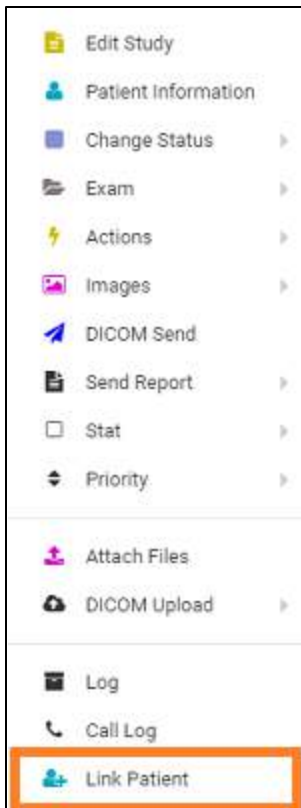 Edit Study
Patient Information
Change Status
Exam
Actions
Images
DICOM Send
Send Report
Stat
Priority
Attach Files
DICOM Upload
Log
Call Log
Link Patient